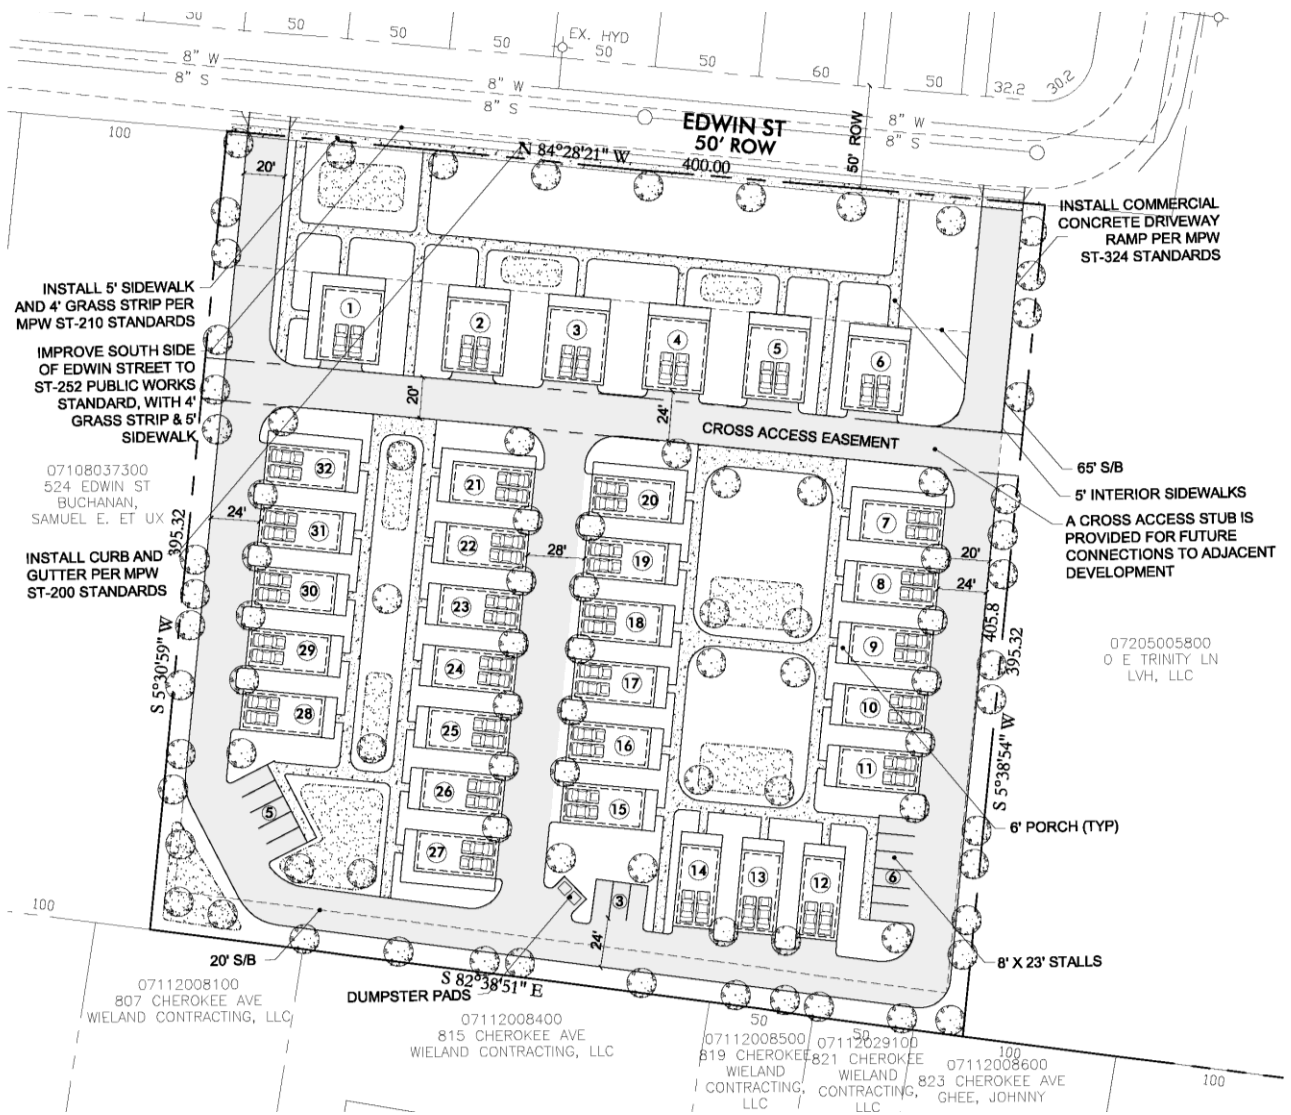 50
50
50
50
EX. HYD
50
50
60
50
32.2
30.2
8" W
8" S
8" W
8" S
8" W
8" S
100
EDWIN ST
50' ROW
50' ROW
N 84°28'21" W
400.00
20'
INSTALL COMMERCIAL
CONCRETE DRIVEWAY
RAMP PER MPW
ST-324 STANDARDS
INSTALL 5' SIDEWALK
AND 4' GRASS STRIP PER
MPW ST-210 STANDARDS
IMPROVE SOUTH SIDE
OF EDWIN STREET TO
ST-252 PUBLIC WORKS
STANDARD, WITH 4'
GRASS STRIP & 5'
SIDEWALK
1
2
3
4
5
6
20'
24'
CROSS ACCESS EASEMENT
65' S/B
5' INTERIOR SIDEWALKS
A CROSS ACCESS STUB IS
PROVIDED FOR FUTURE
CONNECTIONS TO ADJACENT
DEVELOPMENT
07108037300
524 EDWIN ST
BUCHANAN,
SAMUEL E. ET UX
395.32
24'
INSTALL CURB AND
GUTTER PER MPW
ST-200 STANDARDS
S 5°30'59" W
32
31
30
29
28
21
22
23
24
25
26
27
28'
20
19
18
17
16
15
7
8
9
10
11
20'
24'
405.8
395.32
07205005800
0 E TRINITY LN
LVH, LLC
S 5°38'54" W
6' PORCH (TYP)
5
14
13
12
6
3
24'
8' X 23' STALLS
100
20' S/B
DUMPSTER PADS
S 82°38'51" E
07112008100
807 CHEROKEE AVE
WIELAND CONTRACTING, LLC
07112008400
815 CHEROKEE AVE
WIELAND CONTRACTING, LLC
50
07112008500
819 CHEROKEE
WIELAND
CONTRACTING,
LLC
50
07112029100
821 CHEROKEE
WIELAND
CONTRACTING,
LLC
100
07112008600
823 CHEROKEE AVE
GHEE, JOHNNY
100